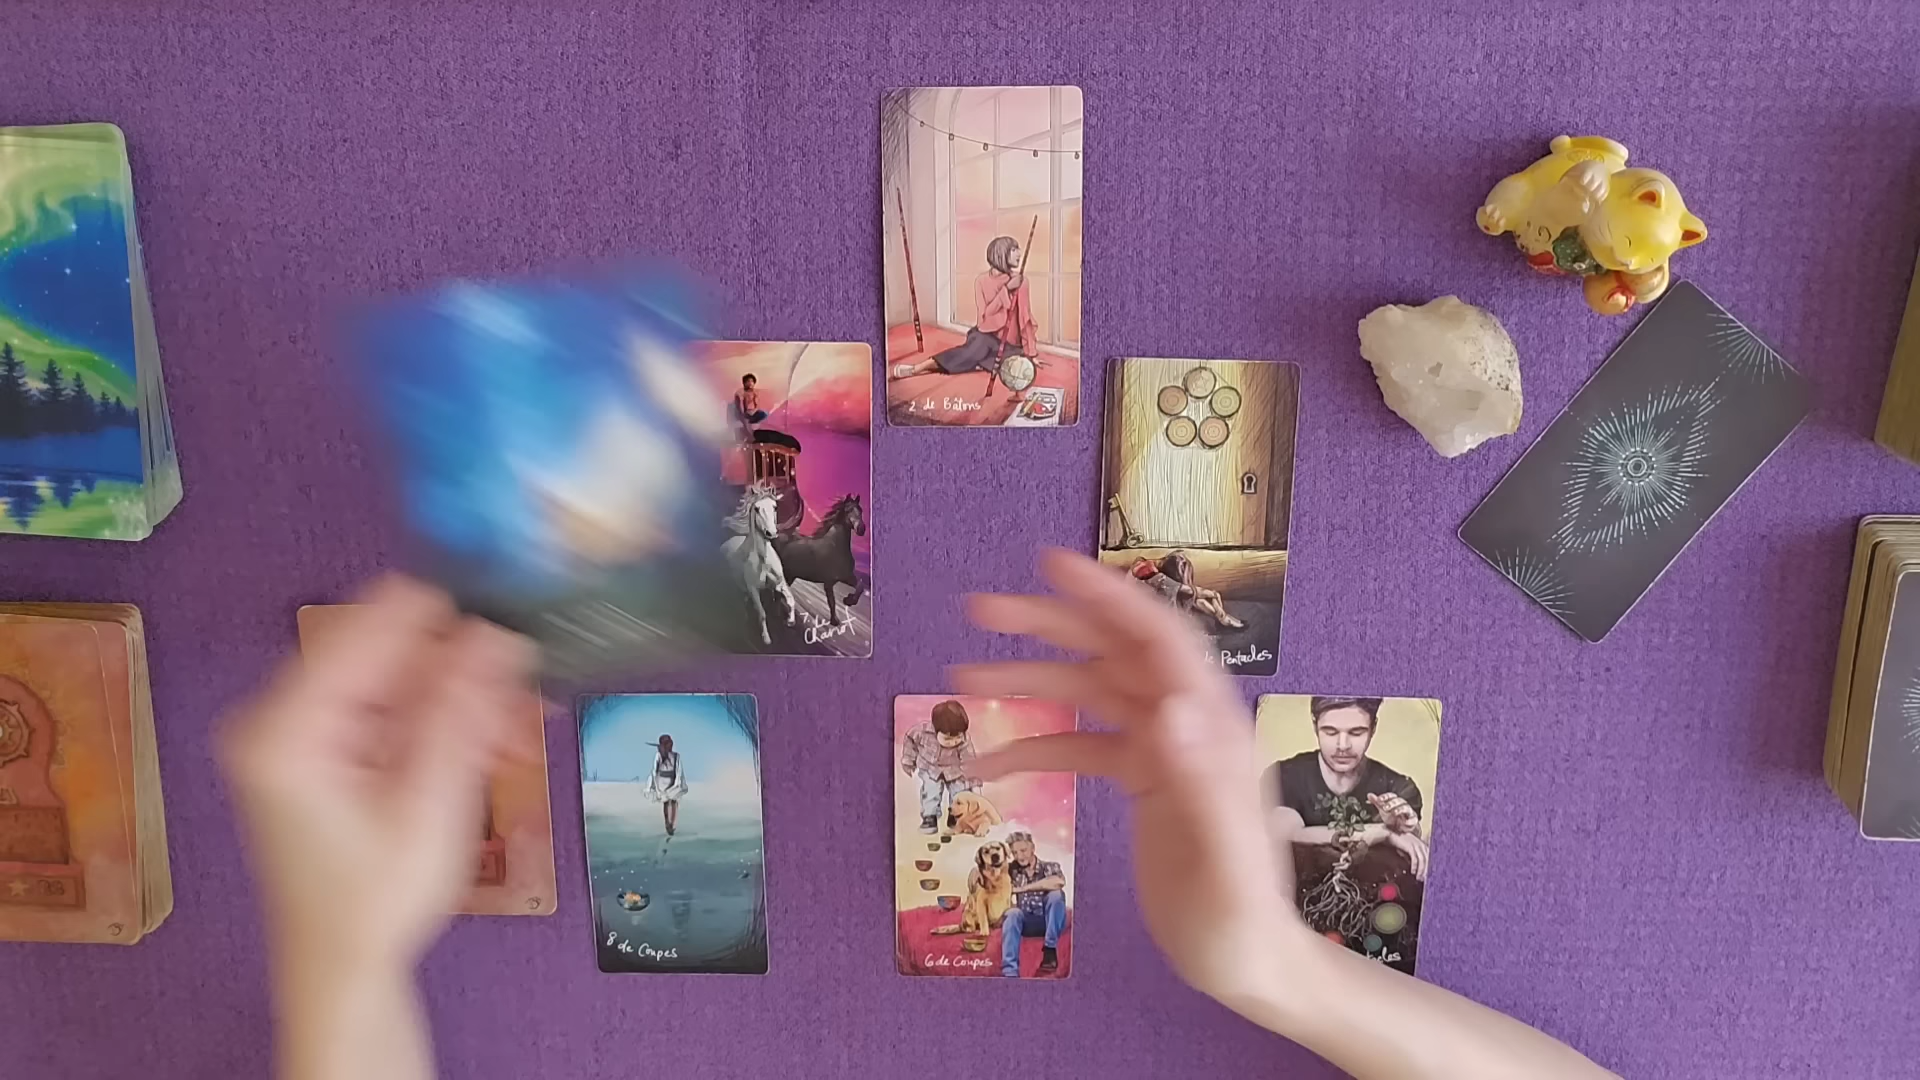 2 de Bâtons
7. Le
Chariot
de Pentacles
8 de Coupes
6 de Coupes